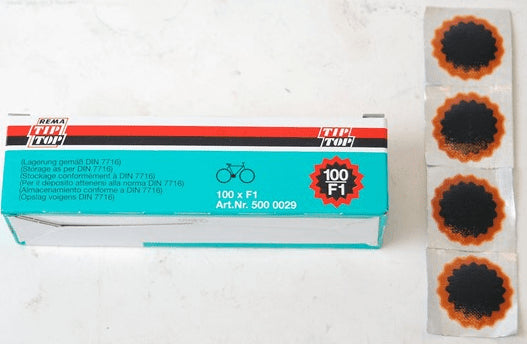 REMA
TIP
TOP
TIP
TOP
(Lagerung gemäß DIN 7716)
(Storage as per DIN 7716)
(Stockage conformement à DIN 7716)
(Per il deposito attenersi alla norma DIN 7716)
(Almacenamiento conforme a DIN 7716)
(Opslag volgens DIN 7716)
100 x F1
Art.Nr. 500 0029
100
F1